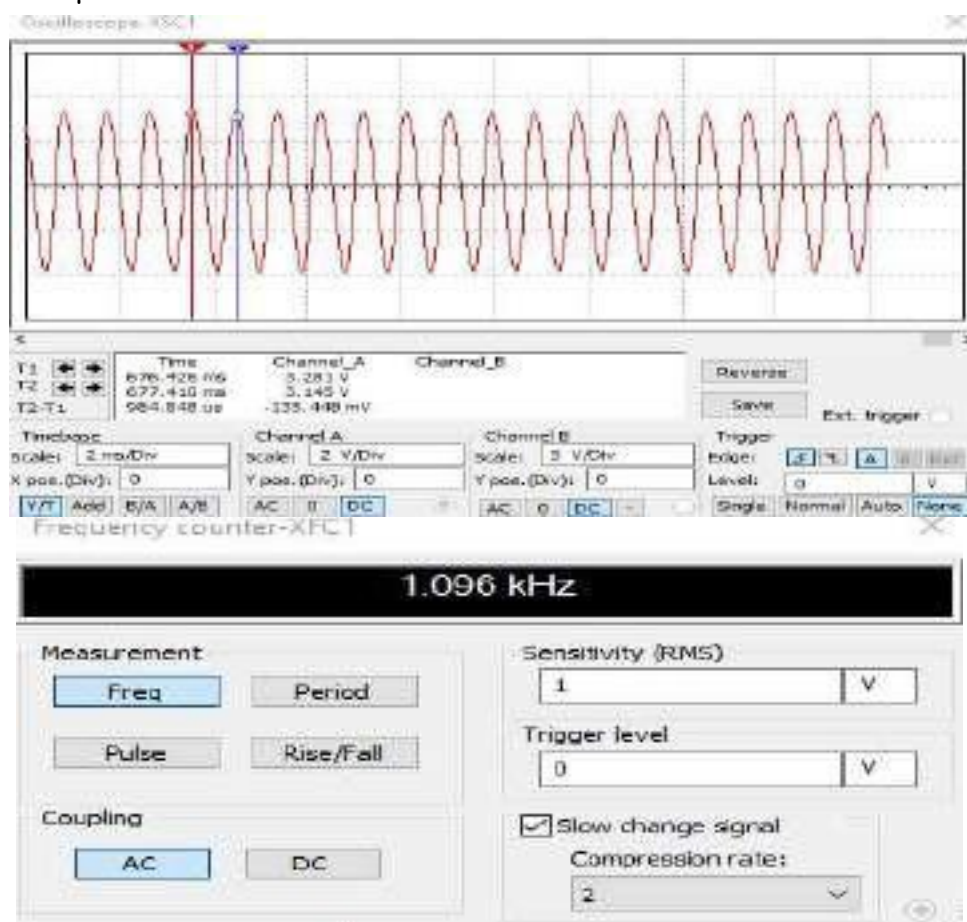 Oscilloscope-XSC1
Time Channel_A Channel_B
T1 676.426 ms 3.281 V
T2 677.410 ms 3.145 V
T2-T1 984.848 us -135.448 mV
Reverse
Save
Ext. trigger
Timebase Channel A Channel B Trigger
Scale: 2 ms/Div Scale: 2 V/Div Scale: 5 V/Div Edge: A
X pos.(Div): 0 Y pos.(Div): 0 Y pos.(Div): 0 Level: 0 V
Y/T Add B/A A/B AC 0 DC AC 0 DC - Single Normal Auto None
Frequency counter-XFC1
1.096 kHz
Measurement
Freq Period
Pulse Rise/Fall
Coupling
AC DC
Sensitivity (RMS)
1 V
Trigger level
0 V
Slow change signal
Compression rate:
2